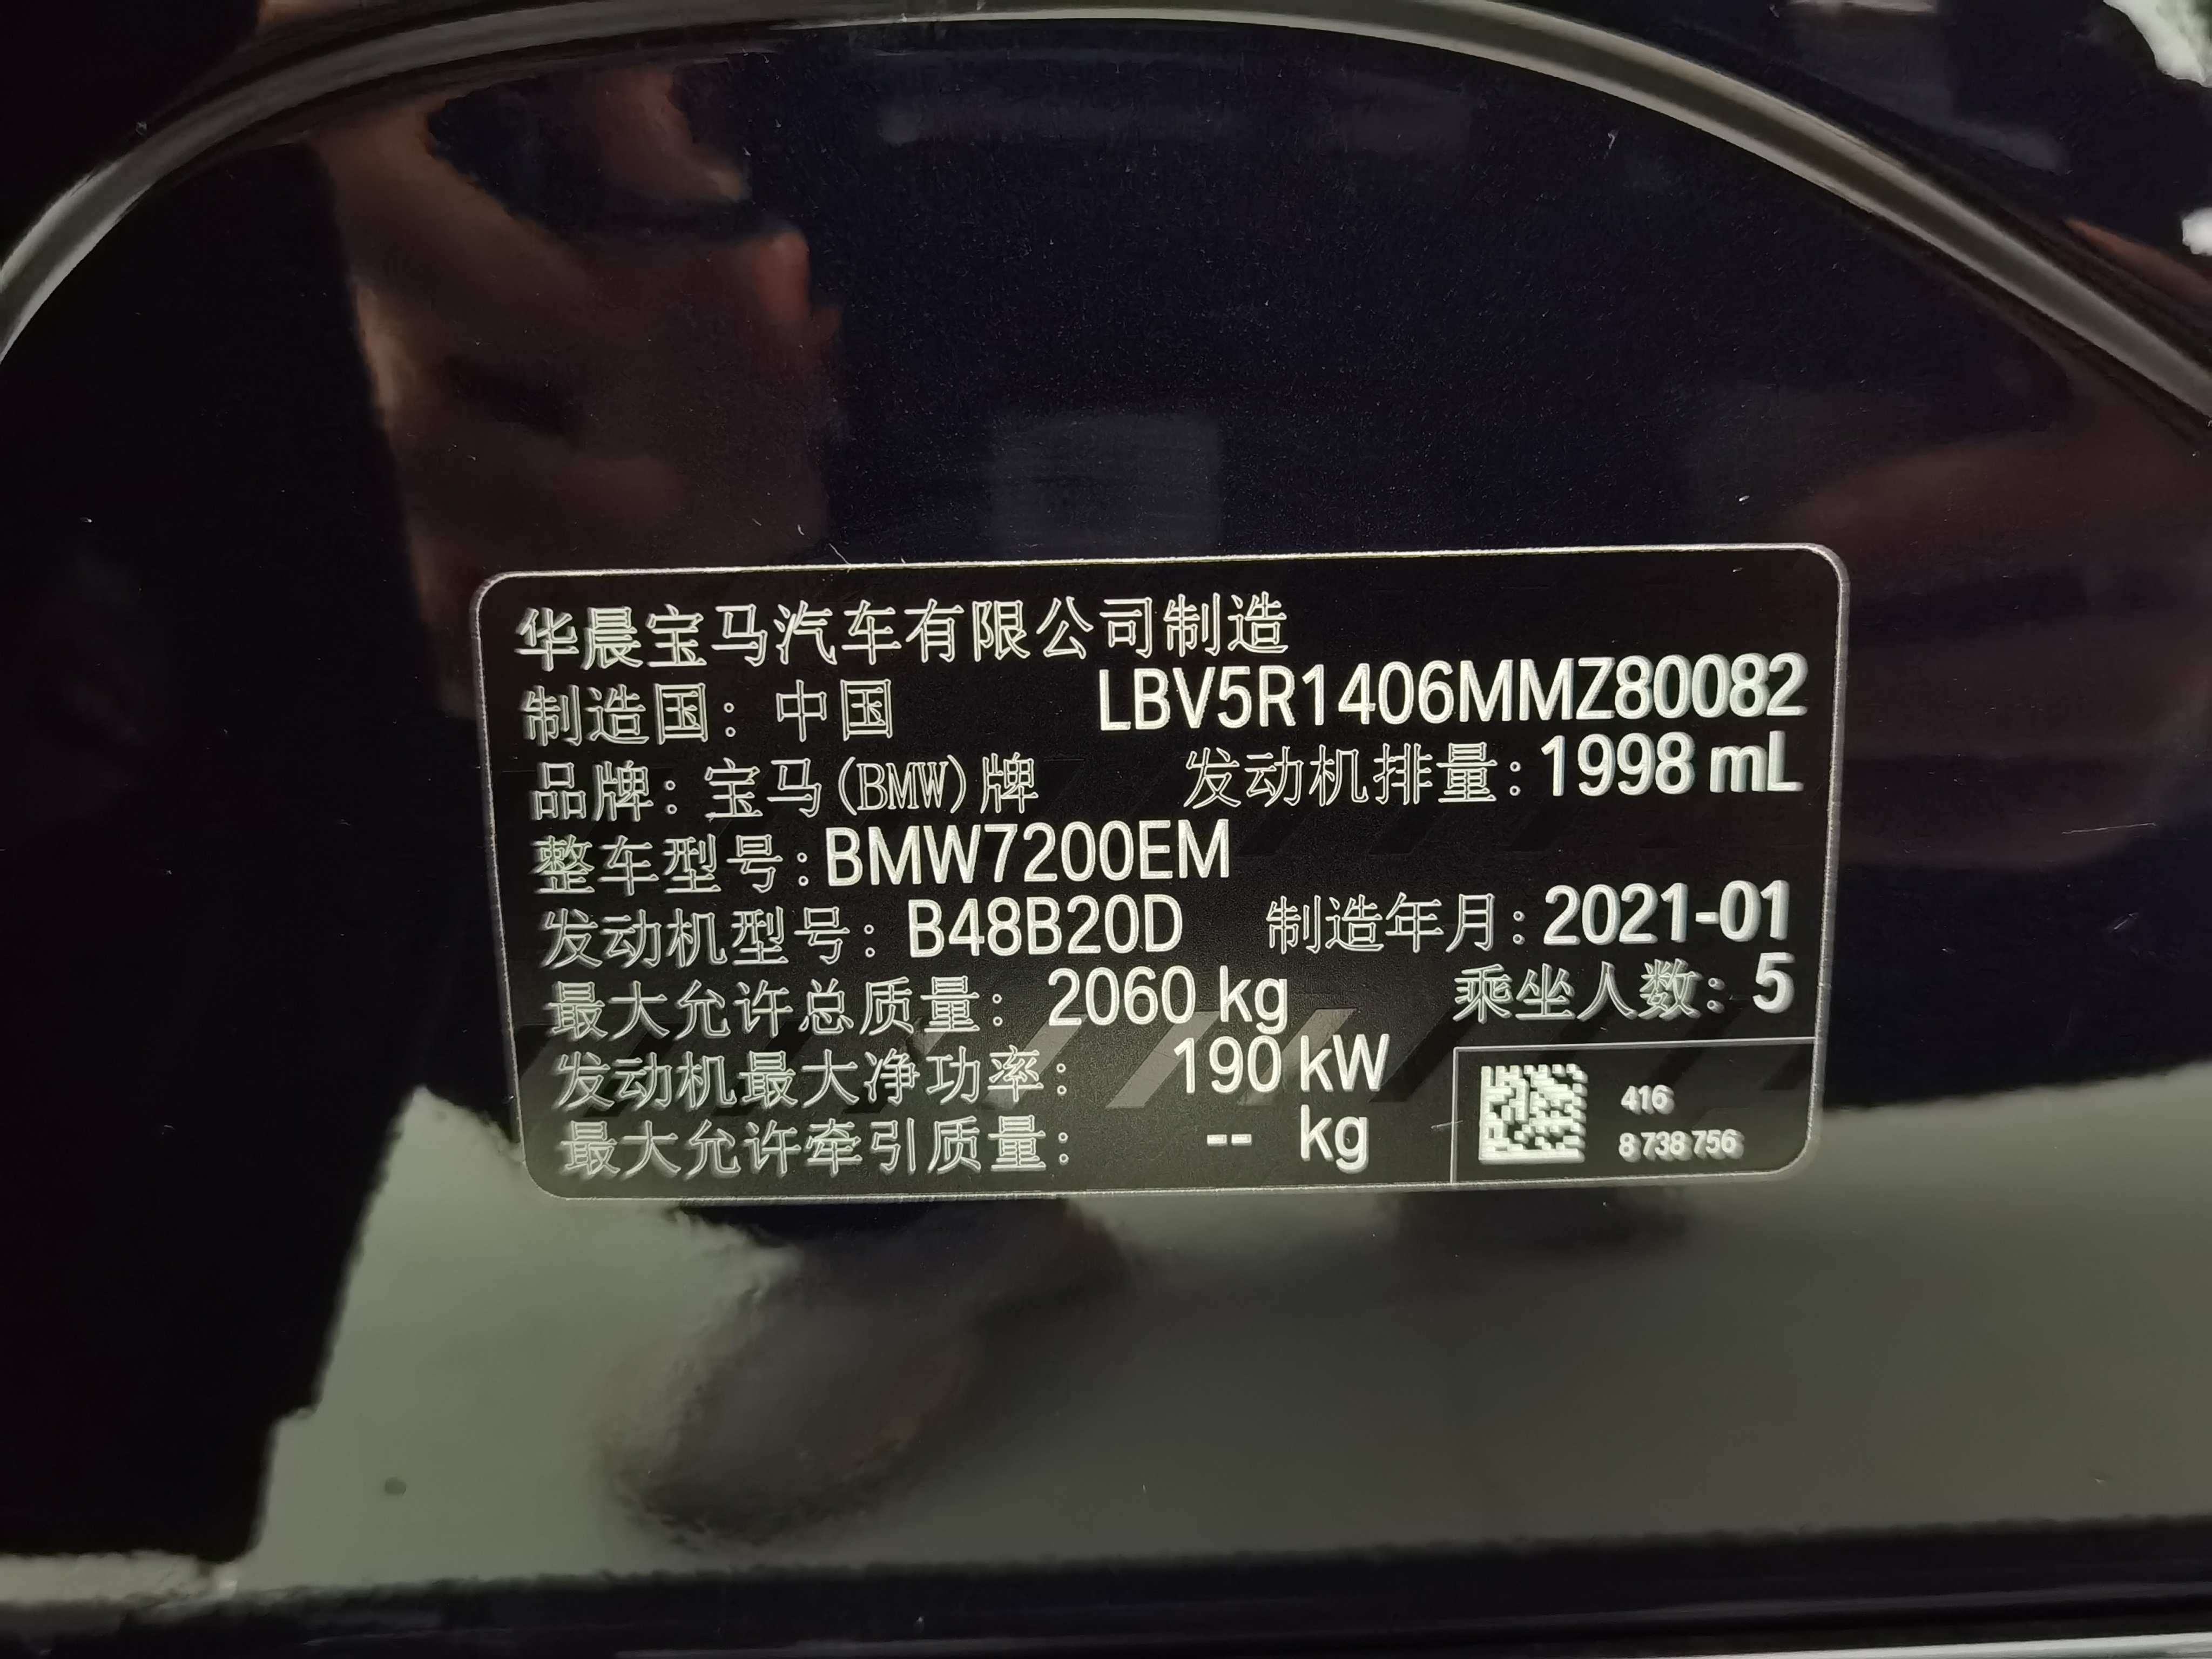 华晨宝马汽车有限公司制造
制造国：中国 LBV5R1406MMZ80082
品牌：宝马(BMW)牌 发动机排量：1998 mL
整车型号：BMW7200EM
发动机型号：B48B20D 制造年月：2021-01
最大允许总质量：2060 kg 乘坐人数：5
发动机最大净功率：190 kW
最大允许牵引质量：-- kg
416
8738756